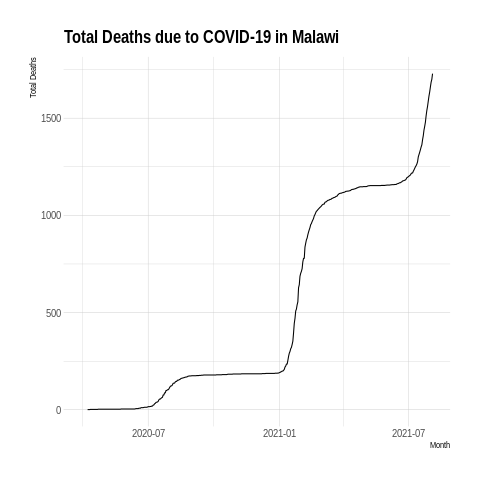 Total Deaths due to COVID-19 in Malawi
Total Deaths
1500
1000
500
0
2020-07
2021-01
2021-07
Month